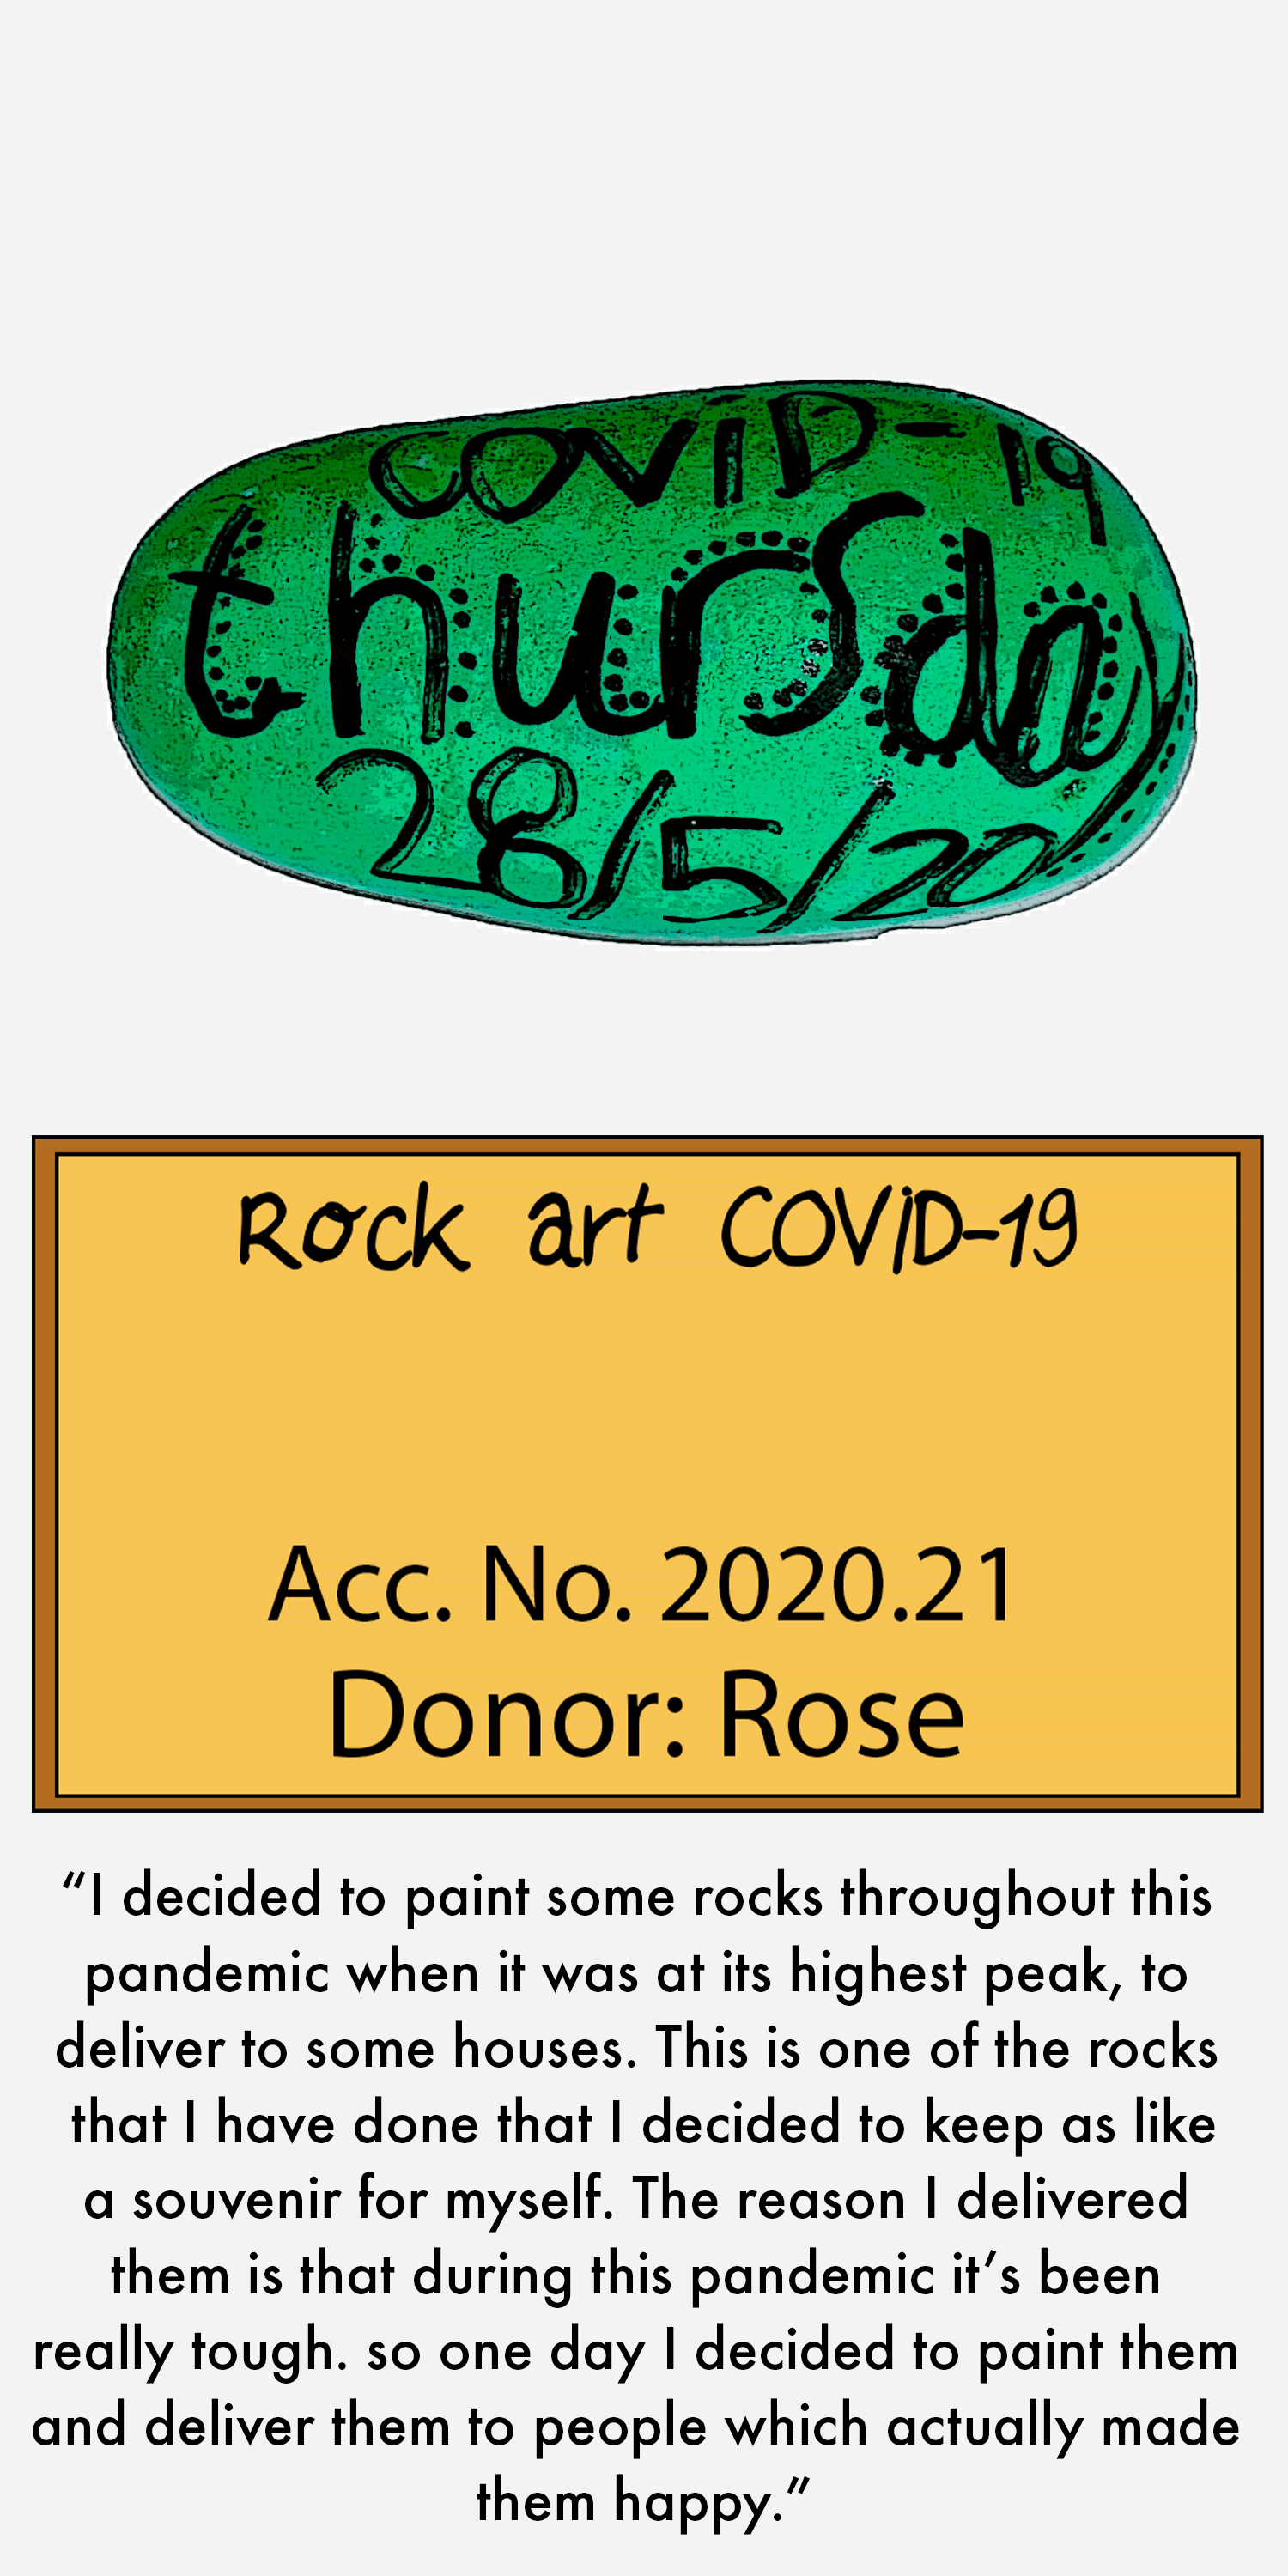 COViD-19
thursday
28/5/20
Rock art COViD-19
Acc. No. 2020.21
Donor: Rose
“I decided to paint some rocks throughout this
pandemic when it was at its highest peak, to
deliver to some houses. This is one of the rocks
that I have done that I decided to keep as like
a souvenir for myself. The reason I delivered
them is that during this pandemic it’s been
really tough. so one day I decided to paint them
and deliver them to people which actually made
them happy.”